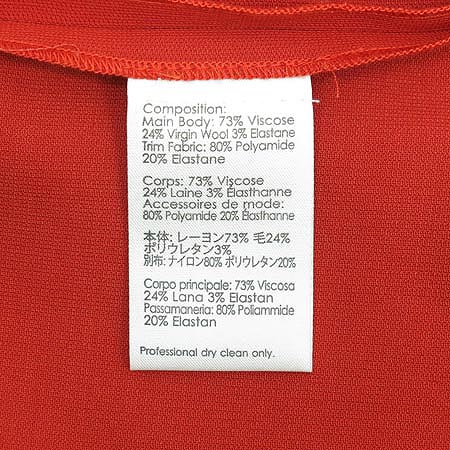 Composition:
Main Body: 73% Viscose
24% Virgin Wool 3% Elastane
Trim Fabric: 80% Polyamide
20% Elastane
Corps: 73% Viscose
24% Laine 3% Élasthanne
Accessoires de mode:
80% Polyamide 20% Élasthanne
本体: レーヨン73% 毛24%
ポリウレタン3%
別布: ナイロン80% ポリウレタン20%
Corpo principale: 73% Viscosa
24% Lana 3% Elastan
Passamaneria: 80% Poliammide
20% Elastan
Professional dry clean only.